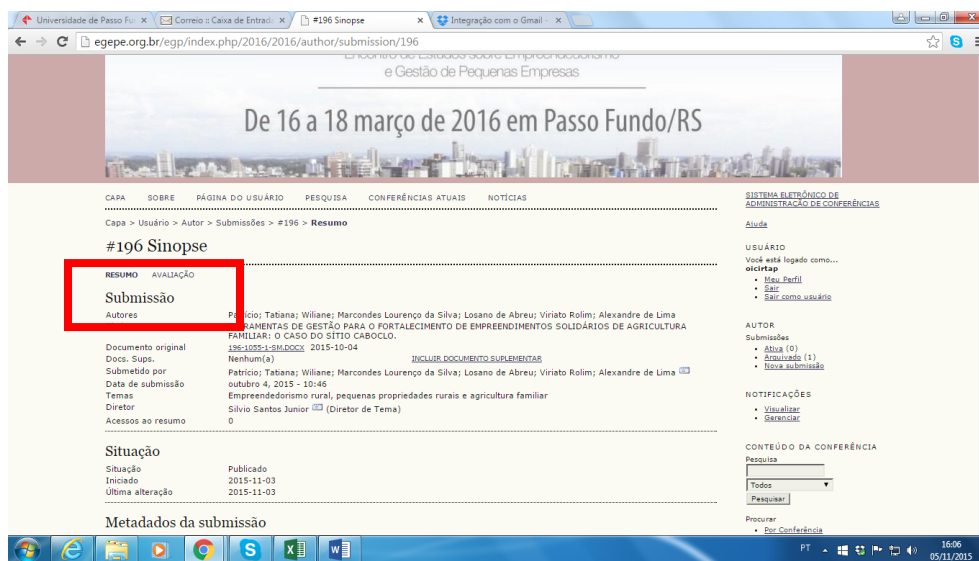 Universidade de Passo Fu
Correio :: Caixa de Entrada
#196 Sinopse
Integração com o Gmail -
egepe.org.br/egp/index.php/2016/2016/author/submission/196
e Gestão de Pequenas Empresas
De 16 a 18 março de 2016 em Passo Fundo/RS
CAPA SOBRE PÁGINA DO USUÁRIO PESQUISA CONFERÊNCIAS ATUAIS NOTÍCIAS
Capa > Usuário > Autor > Submissões > #196 > Resumo
#196 Sinopse
RESUMO AVALIAÇÃO
Submissão
Autores Patrício; Tatiana; Wiliane; Marcondes Lourenço da Silva; Losano de Abreu; Viriato Rolim; Alexandre de Lima
RAMENTAS DE GESTÃO PARA O FORTALECIMENTO DE EMPREENDIMENTOS SOLIDÁRIOS DE AGRICULTURA
FAMILIAR: O CASO DO SÍTIO CABOCLO.
Documento original 196-1055-1-SM.DOCX 2015-10-04
Docs. Sups. Nenhum(a) INCLUIR DOCUMENTO SUPLEMENTAR
Submetido por Patrício; Tatiana; Wiliane; Marcondes Lourenço da Silva; Losano de Abreu; Viriato Rolim; Alexandre de Lima
Data de submissão outubro 4, 2015 - 10:46
Temas Empreendedorismo rural, pequenas propriedades rurais e agricultura familiar
Diretor Silvio Santos Junior (Diretor de Tema)
Acessos ao resumo 0
Situação
Situação Publicado
Iniciado 2015-11-03
Última alteração 2015-11-03
Metadados da submissão
SISTEMA ELETRÔNICO DE
ADMINISTRAÇÃO DE CONFERÊNCIAS
Ajuda
USUÁRIO
Você está logado como...
oicirtap
Meu Perfil
Sair
Sair como usuário
AUTOR
Submissões
Ativa (0)
Arquivado (1)
Nova submissão
NOTIFICAÇÕES
Visualizar
Gerenciar
CONTEÚDO DA CONFERÊNCIA
Pesquisa
Todos
Pesquisar
Procurar
Por Conferência
PT 16:06
05/11/2015